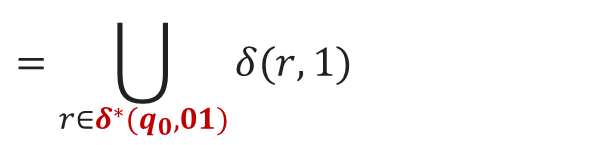 = ⋃ δ(r, 1)
r∈δ*(q₀,01)